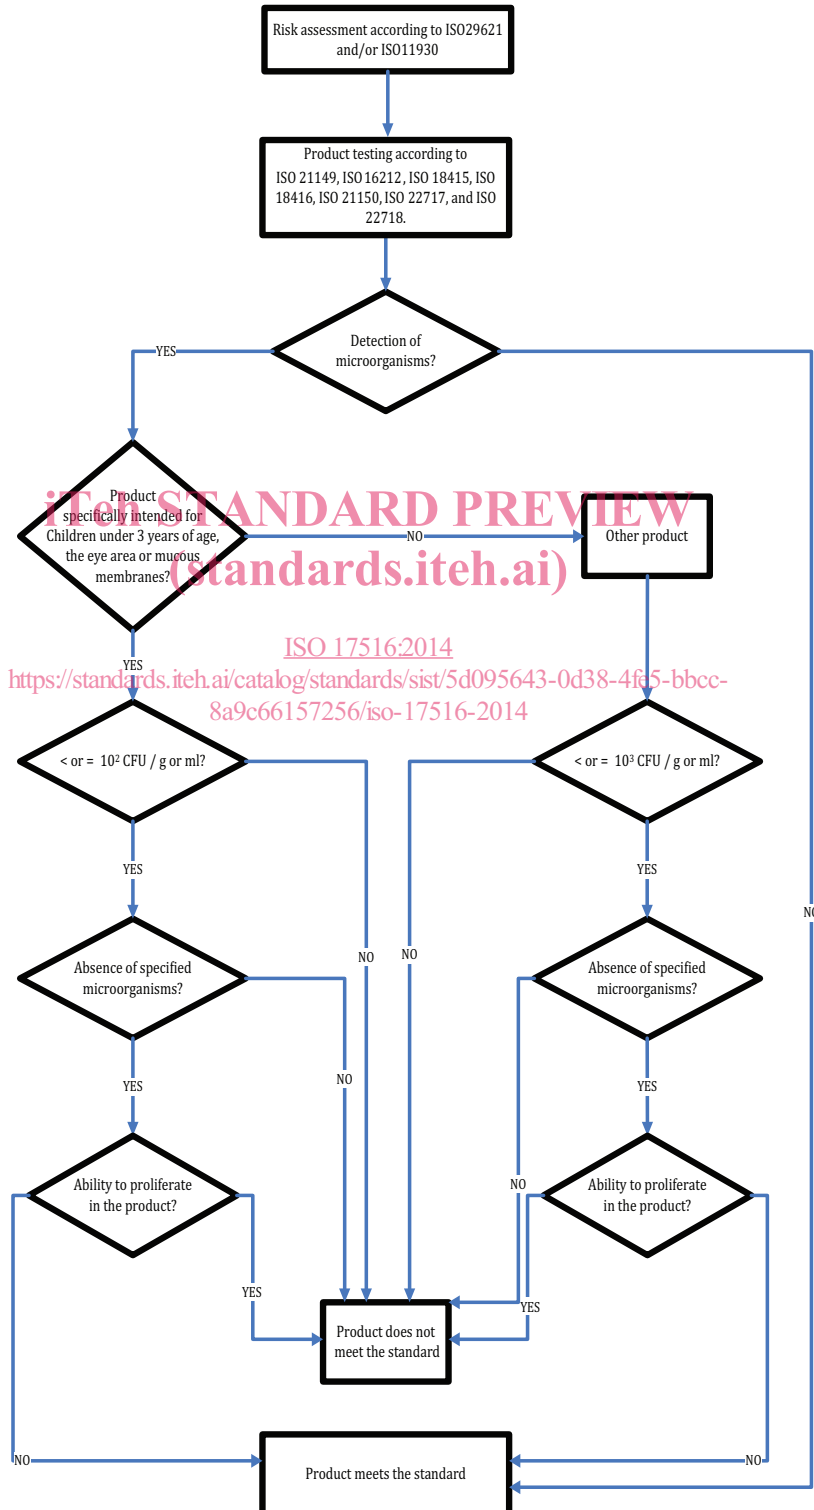 Risk assessment according to ISO29621
and/or ISO11930
Product testing according to
ISO 21149, ISO 16212, ISO 18415, ISO
18416, ISO 21150, ISO 22717, and ISO
22718.
Detection of
microorganisms?
YES
iTeh STANDARD PREVIEW
(standards.iteh.ai)
Product
specifically intended for
Children under 3 years of age,
the eye area or mucous
membranes?
NO
Other product
ISO 17516:2014
https://standards.iteh.ai/catalog/standards/sist/5d095643-0d38-4fe5-bbcc-
8a9c66157256/iso-17516-2014
YES
< or = 10² CFU / g or ml?
< or = 10³ CFU / g or ml?
YES
YES
NO
NO
NO
Absence of specified
microorganisms?
Absence of specified
microorganisms?
YES
NO
YES
Ability to proliferate
in the product?
NO
Ability to proliferate
in the product?
YES
YES
Product does not
meet the standard
NO
NO
Product meets the standard